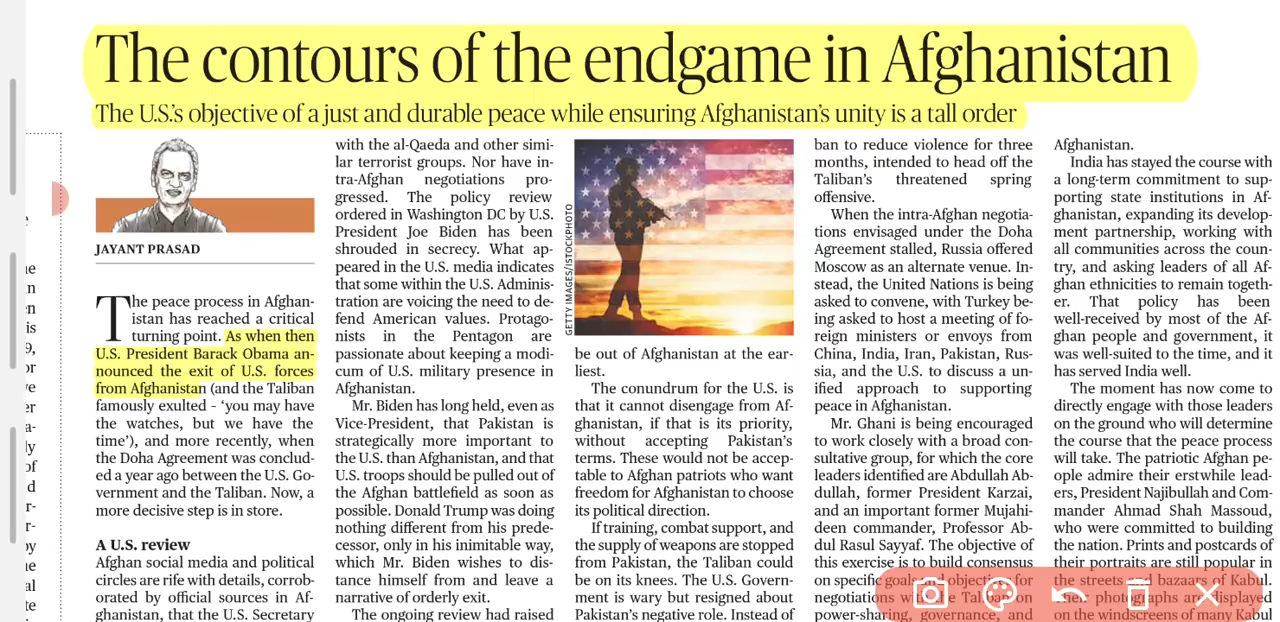 The contours of the endgame in Afghanistan
The U.S.'s objective of a just and durable peace while ensuring Afghanistan's unity is a tall order
JAYANT PRASAD
The peace process in Afghan-
istan has reached a critical
turning point. As when then
U.S. President Barack Obama an-
nounced the exit of U.S. forces
from Afghanistan (and the Taliban
famously exulted – 'you may have
the watches, but we have the
time'), and more recently, when
the Doha Agreement was conclud-
ed a year ago between the U.S. Go-
vernment and the Taliban. Now, a
more decisive step is in store.
A U.S. review
Afghan social media and political
circles are rife with details, corrob-
orated by official sources in Af-
ghanistan, that the U.S. Secretary
with the al-Qaeda and other simi-
lar terrorist groups. Nor have in-
tra-Afghan negotiations pro-
gressed. The policy review
ordered in Washington DC by U.S.
President Joe Biden has been
shrouded in secrecy. What ap-
peared in the U.S. media indicates
that some within the U.S. Adminis-
tration are voicing the need to de-
fend American values. Protago-
nists in the Pentagon are
passionate about keeping a modi-
cum of U.S. military presence in
Afghanistan.
Mr. Biden has long held, even as
Vice-President, that Pakistan is
strategically more important to
the U.S. than Afghanistan, and that
U.S. troops should be pulled out of
the Afghan battlefield as soon as
possible. Donald Trump was doing
nothing different from his prede-
cessor, only in his inimitable way,
which Mr. Biden wishes to dis-
tance himself from and leave a
narrative of orderly exit.
The ongoing review had raised
GETTY IMAGES/ISTOCKPHOTO
be out of Afghanistan at the ear-
liest.
The conundrum for the U.S. is
that it cannot disengage from Af-
ghanistan, if that is its priority,
without accepting Pakistan's
terms. These would not be accep-
table to Afghan patriots who want
freedom for Afghanistan to choose
its political direction.
If training, combat support, and
the supply of weapons are stopped
from Pakistan, the Taliban could
be on its knees. The U.S. Govern-
ment is wary but resigned about
Pakistan's negative role. Instead of
ban to reduce violence for three
months, intended to head off the
Taliban's threatened spring
offensive.
When the intra-Afghan negotia-
tions envisaged under the Doha
Agreement stalled, Russia offered
Moscow as an alternate venue. In-
stead, the United Nations is being
asked to convene, with Turkey be-
ing asked to host a meeting of fo-
reign ministers or envoys from
China, India, Iran, Pakistan, Rus-
sia, and the U.S. to discuss a un-
ified approach to supporting
peace in Afghanistan.
Mr. Ghani is being encouraged
to work closely with a broad con-
sultative group, for which the core
leaders identified are Abdullah Ab-
dullah, former President Karzai,
and an important former Mujahi-
deen commander, Professor Ab-
dul Rasul Sayyaf. The objective of
this exercise is to build consensus
on specific goals and objectives for
negotiations with the Taliban on
power-sharing, governance, and
Afghanistan.
India has stayed the course with
a long-term commitment to sup-
porting state institutions in Af-
ghanistan, expanding its develop-
ment partnership, working with
all communities across the coun-
try, and asking leaders of all Af-
ghan ethnicities to remain togeth-
er. That policy has been
well-received by most of the Af-
ghan people and government, it
was well-suited to the time, and it
has served India well.
The moment has now come to
directly engage with those leaders
on the ground who will determine
the course that the peace process
will take. The patriotic Afghan pe-
ople admire their erstwhile lead-
ers, President Najibullah and Com-
mander Ahmad Shah Massoud,
who were committed to building
the nation. Prints and postcards of
their portraits are still popular in
the streets and bazaars of Kabul.
Their photographs are displayed
on the windscreens of many Kabul